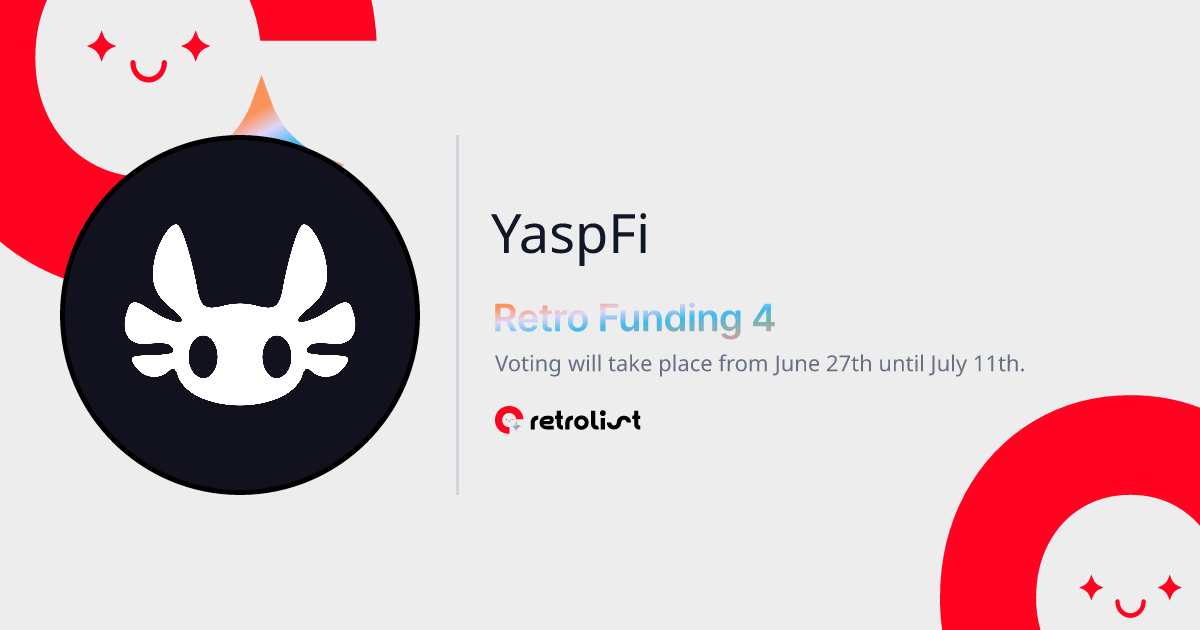 YaspFi
Retro Funding 4
Voting will take place from June 27th until July 11th.
retrolist